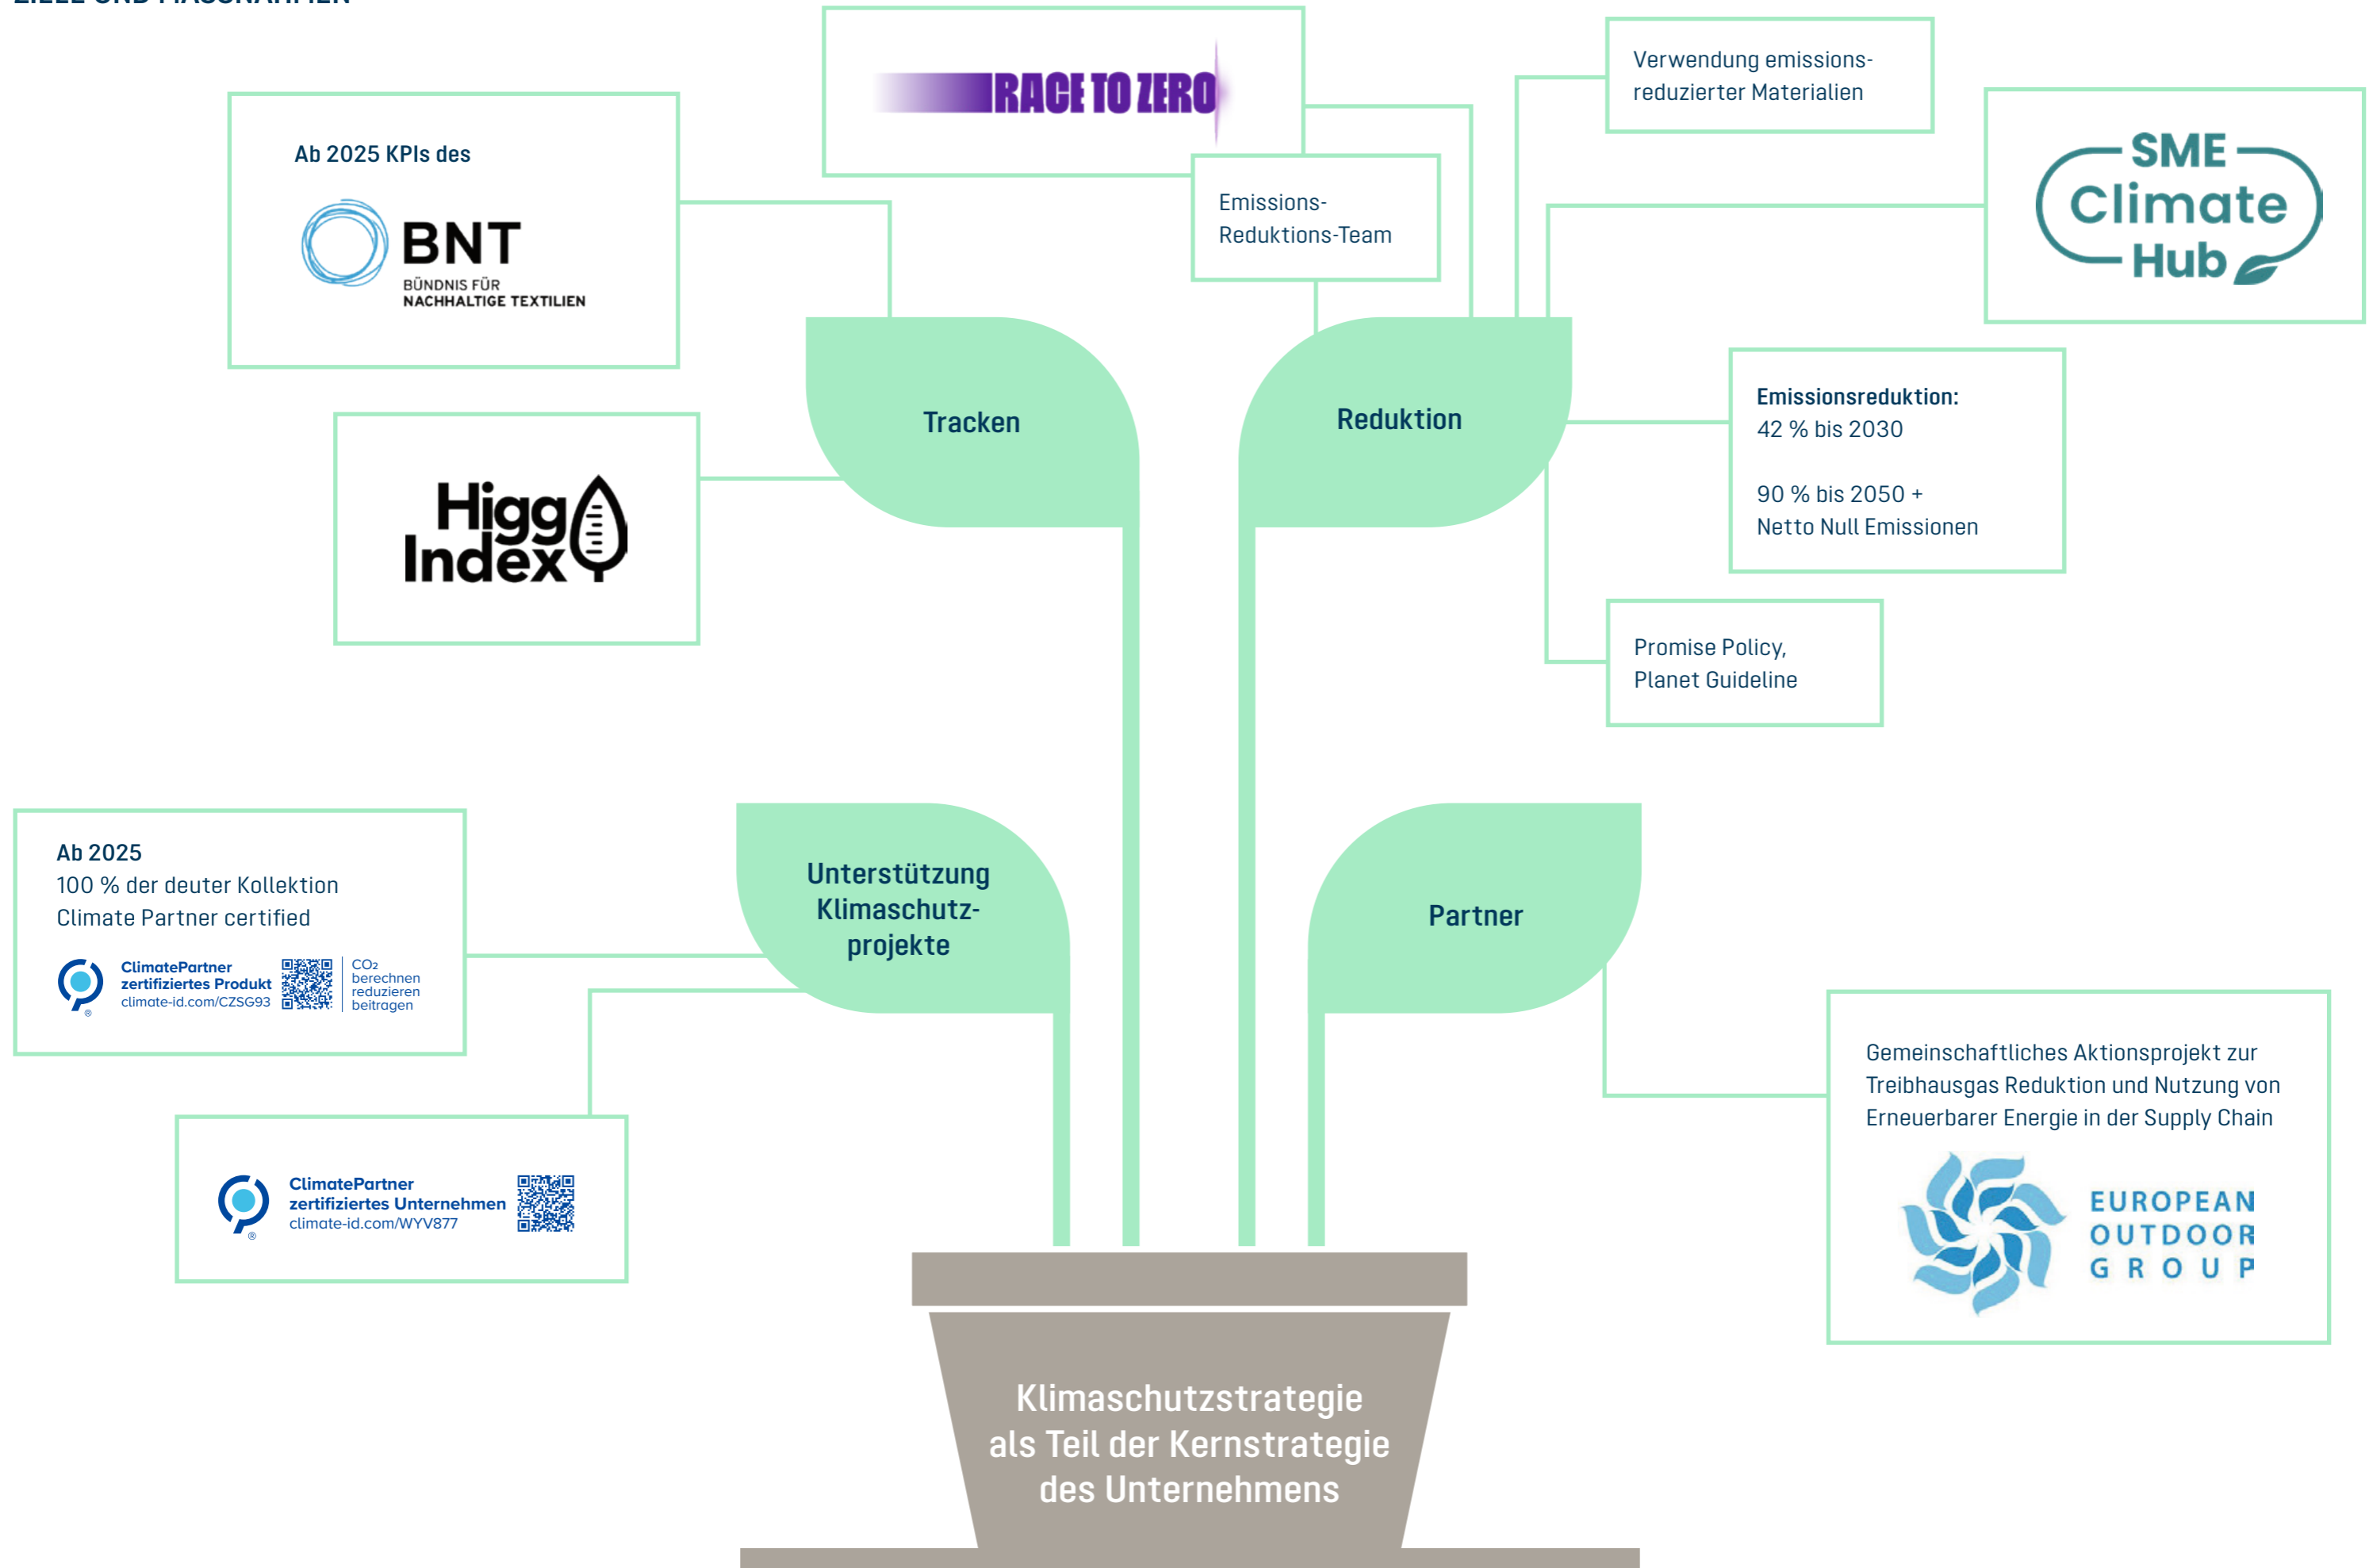 ZIELE UND MASSNAHMEN
RACE TO ZERO
Verwendung emissions-
reduzierter Materialien
Ab 2025 KPIs des
BNT
BÜNDNIS FÜR
NACHHALTIGE TEXTILIEN
Emissions-
Reduktions-Team
SME
Climate
Hub
Tracken
Reduktion
Emissionsreduktion:
42 % bis 2030
90 % bis 2050 +
Netto Null Emissionen
Higg
Index
Promise Policy,
Planet Guideline
Ab 2025
100 % der deuter Kollektion
Climate Partner certified
ClimatePartner
zertifiziertes Produkt
climate-id.com/CZSG93
CO₂
berechnen
reduzieren
beitragen
®
Unterstützung
Klimaschutz-
projekte
Partner
ClimatePartner
zertifiziertes Unternehmen
climate-id.com/WYV877
®
Gemeinschaftliches Aktionsprojekt zur
Treibhausgas Reduktion und Nutzung von
Erneuerbarer Energie in der Supply Chain
EUROPEAN
OUTDOOR
GROUP
Klimaschutzstrategie
als Teil der Kernstrategie
des Unternehmens